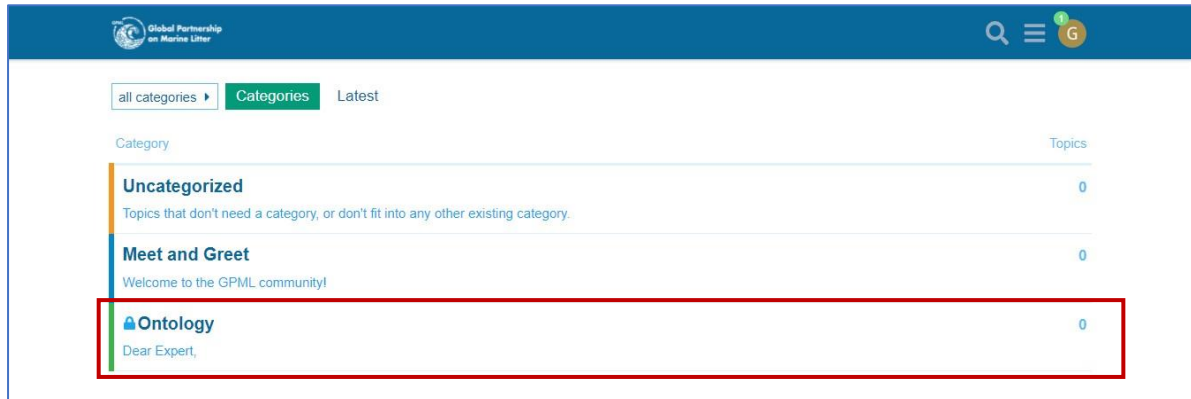 Global Partnership
on Marine Litter
1
G
all categories
Categories
Latest
Category
Topics
Uncategorized
0
Topics that don't need a category, or don't fit into any other existing category.
Meet and Greet
0
Welcome to the GPML community!
Ontology
0
Dear Expert,